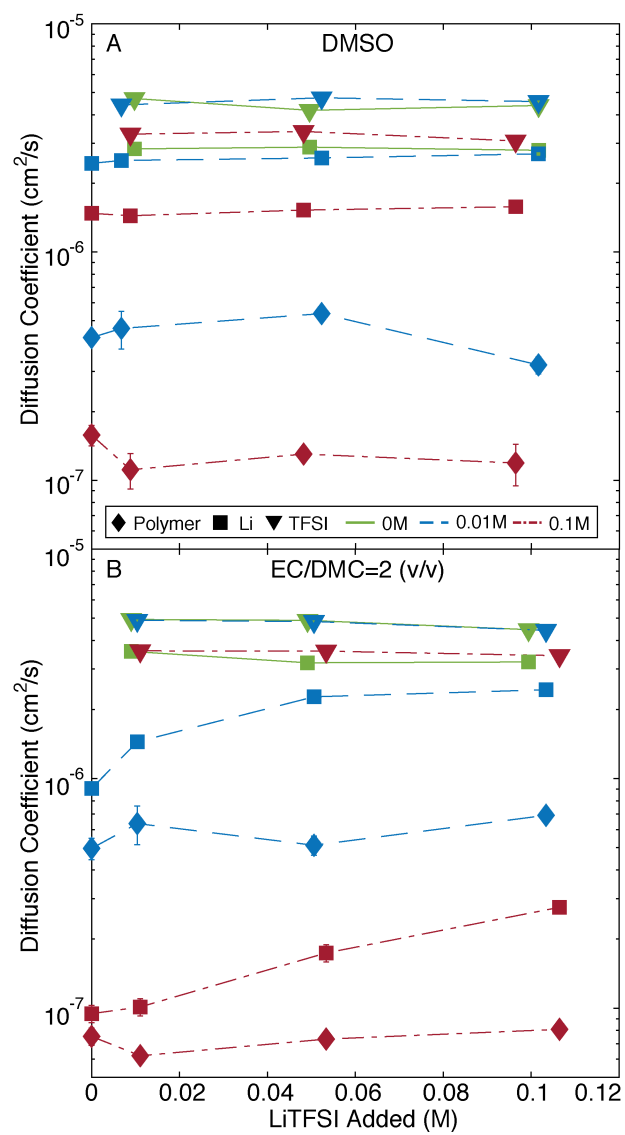 A DMSO
10^-5
10^-6
10^-7
Diffusion Coefficient (cm^2/s)
Polymer Li TFSI 0M 0.01M 0.1M
B EC/DMC=2 (v/v)
10^-5
10^-6
10^-7
Diffusion Coefficient (cm^2/s)
0 0.02 0.04 0.06 0.08 0.1 0.12
LiTFSI Added (M)